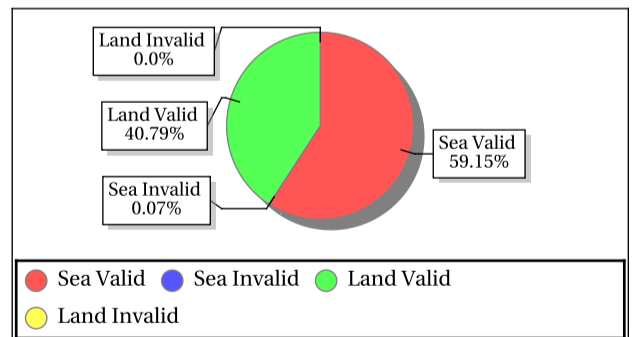 Land Invalid
0.0%
Land Valid
40.79%
Sea Valid
59.15%
Sea Invalid
0.07%
Sea Valid Sea Invalid Land Valid
Land Invalid